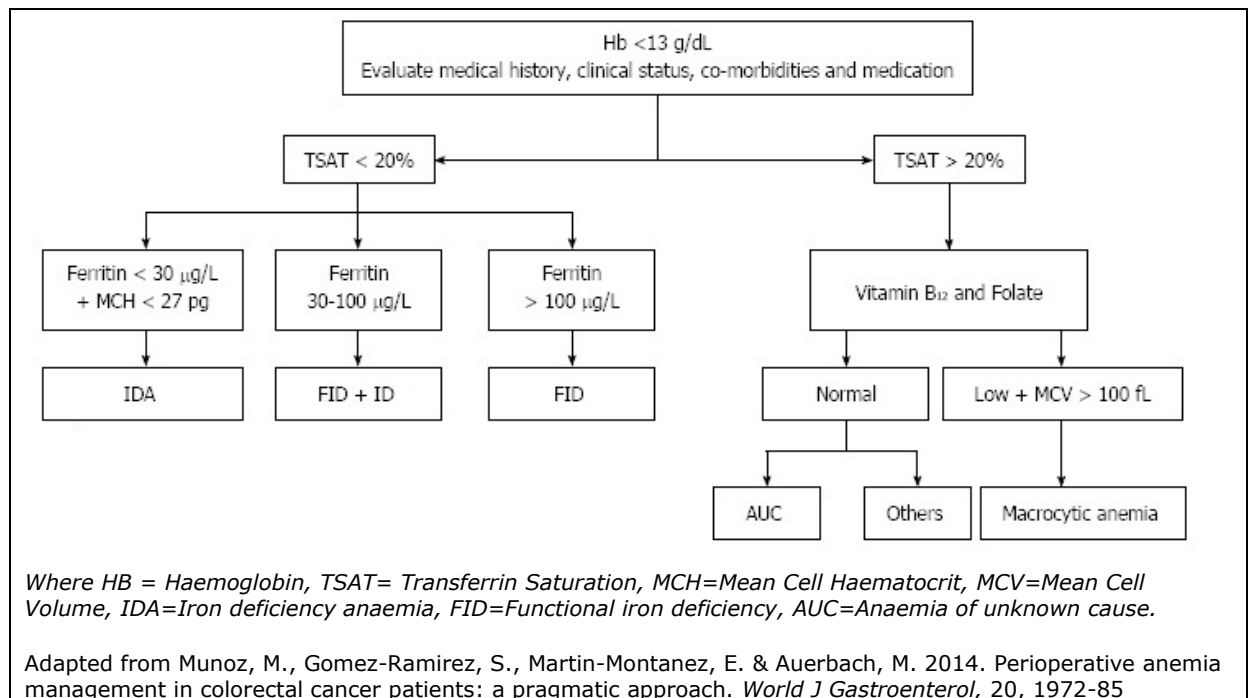 Hb <13 g/dL
Evaluate medical history, clinical status, co-morbidities and medication
TSAT < 20%
TSAT > 20%
Ferritin < 30 µg/L
+ MCH < 27 pg
Ferritin
30-100 µg/L
Ferritin
> 100 µg/L
Vitamin B₁₂ and Folate
IDA
FID + ID
FID
Normal
Low + MCV > 100 fL
AUC
Others
Macrocytic anemia
Where HB = Haemoglobin, TSAT= Transferrin Saturation, MCH=Mean Cell Haematocrit, MCV=Mean Cell
Volume, IDA=Iron deficiency anaemia, FID=Functional iron deficiency, AUC=Anaemia of unknown cause.
Adapted from Munoz, M., Gomez-Ramirez, S., Martin-Montanez, E. & Auerbach, M. 2014. Perioperative anemia
management in colorectal cancer patients: a pragmatic approach. World J Gastroenterol, 20, 1972-85